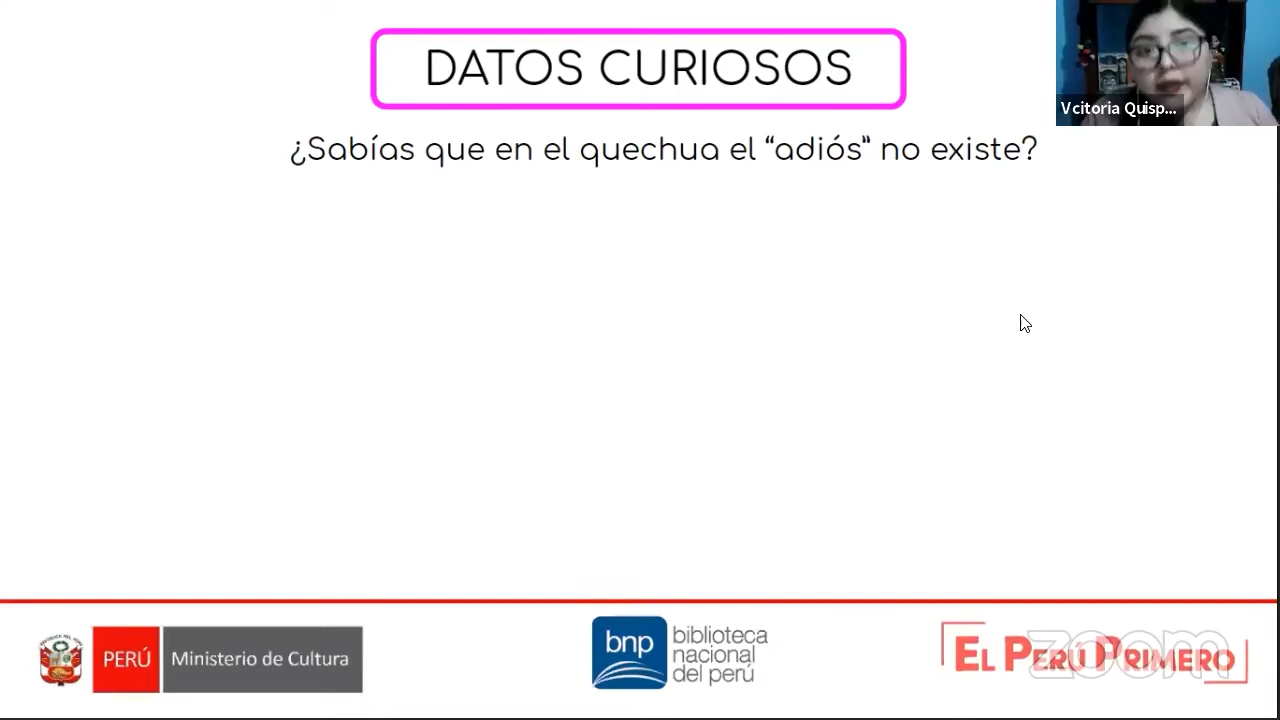 DATOS CURIOSOS
Vcitoria Quisp...
¿Sabías que en el quechua el “adiós” no existe?
PERÚ
Ministerio de Cultura
bnp
biblioteca
nacional
del perú
EL PERÚ PRIMERO
zoom